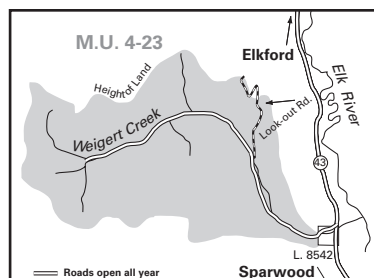 M.U. 4-23
Elkford
Height of Land
Elk River
Look-out Rd.
Weigert Creek
43
L. 8542
Roads open all year
Sparwood